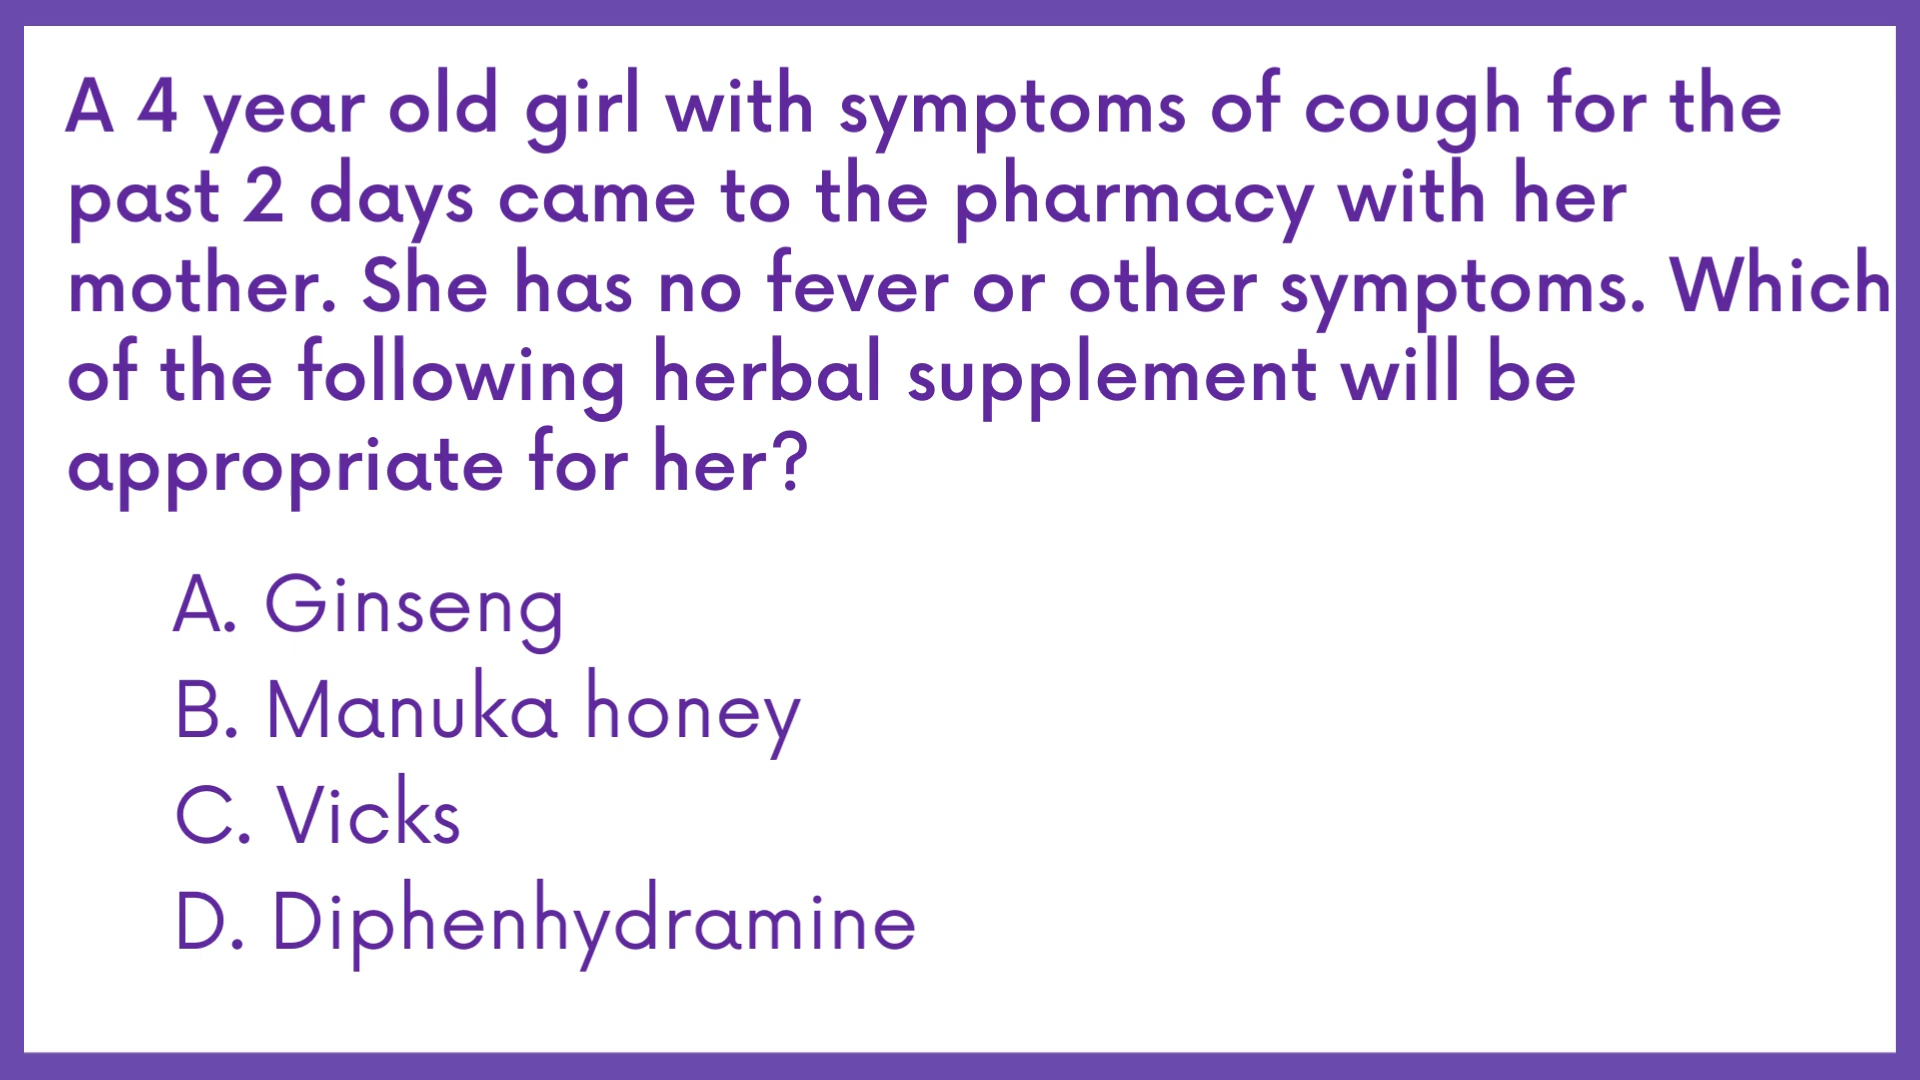 A 4 year old girl with symptoms of cough for the
past 2 days came to the pharmacy with her
mother. She has no fever or other symptoms. Which
of the following herbal supplement will be
appropriate for her?
A. Ginseng
B. Manuka honey
C. Vicks
D. Diphenhydramine